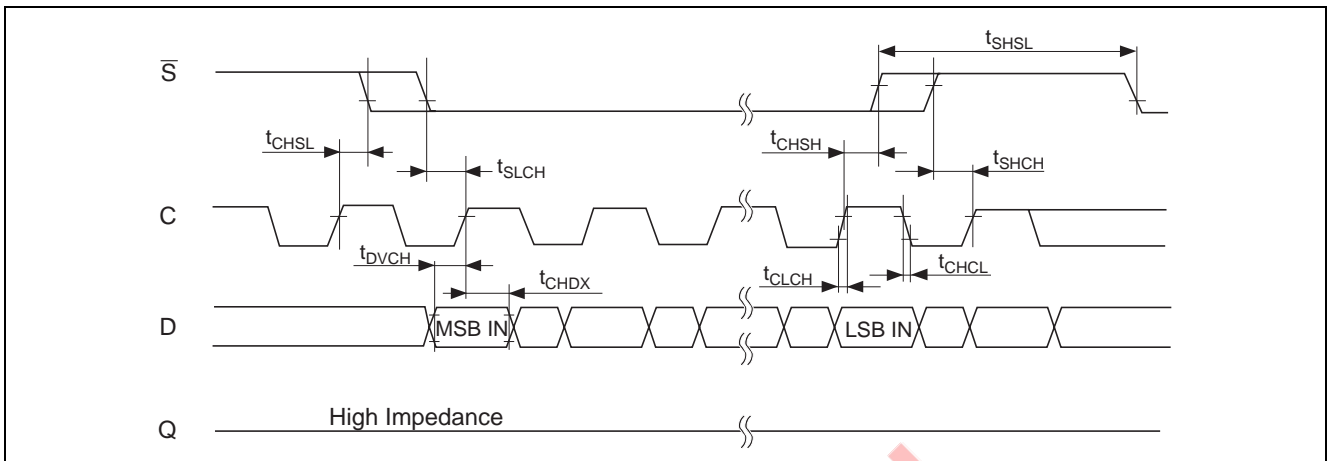 tSHSL
S̅
tCHSL
tSLCH
tCHSH
tSHCH
C
tDVCH
tCHDX
tCLCH
tCHCL
D
MSB IN
LSB IN
High Impedance
Q